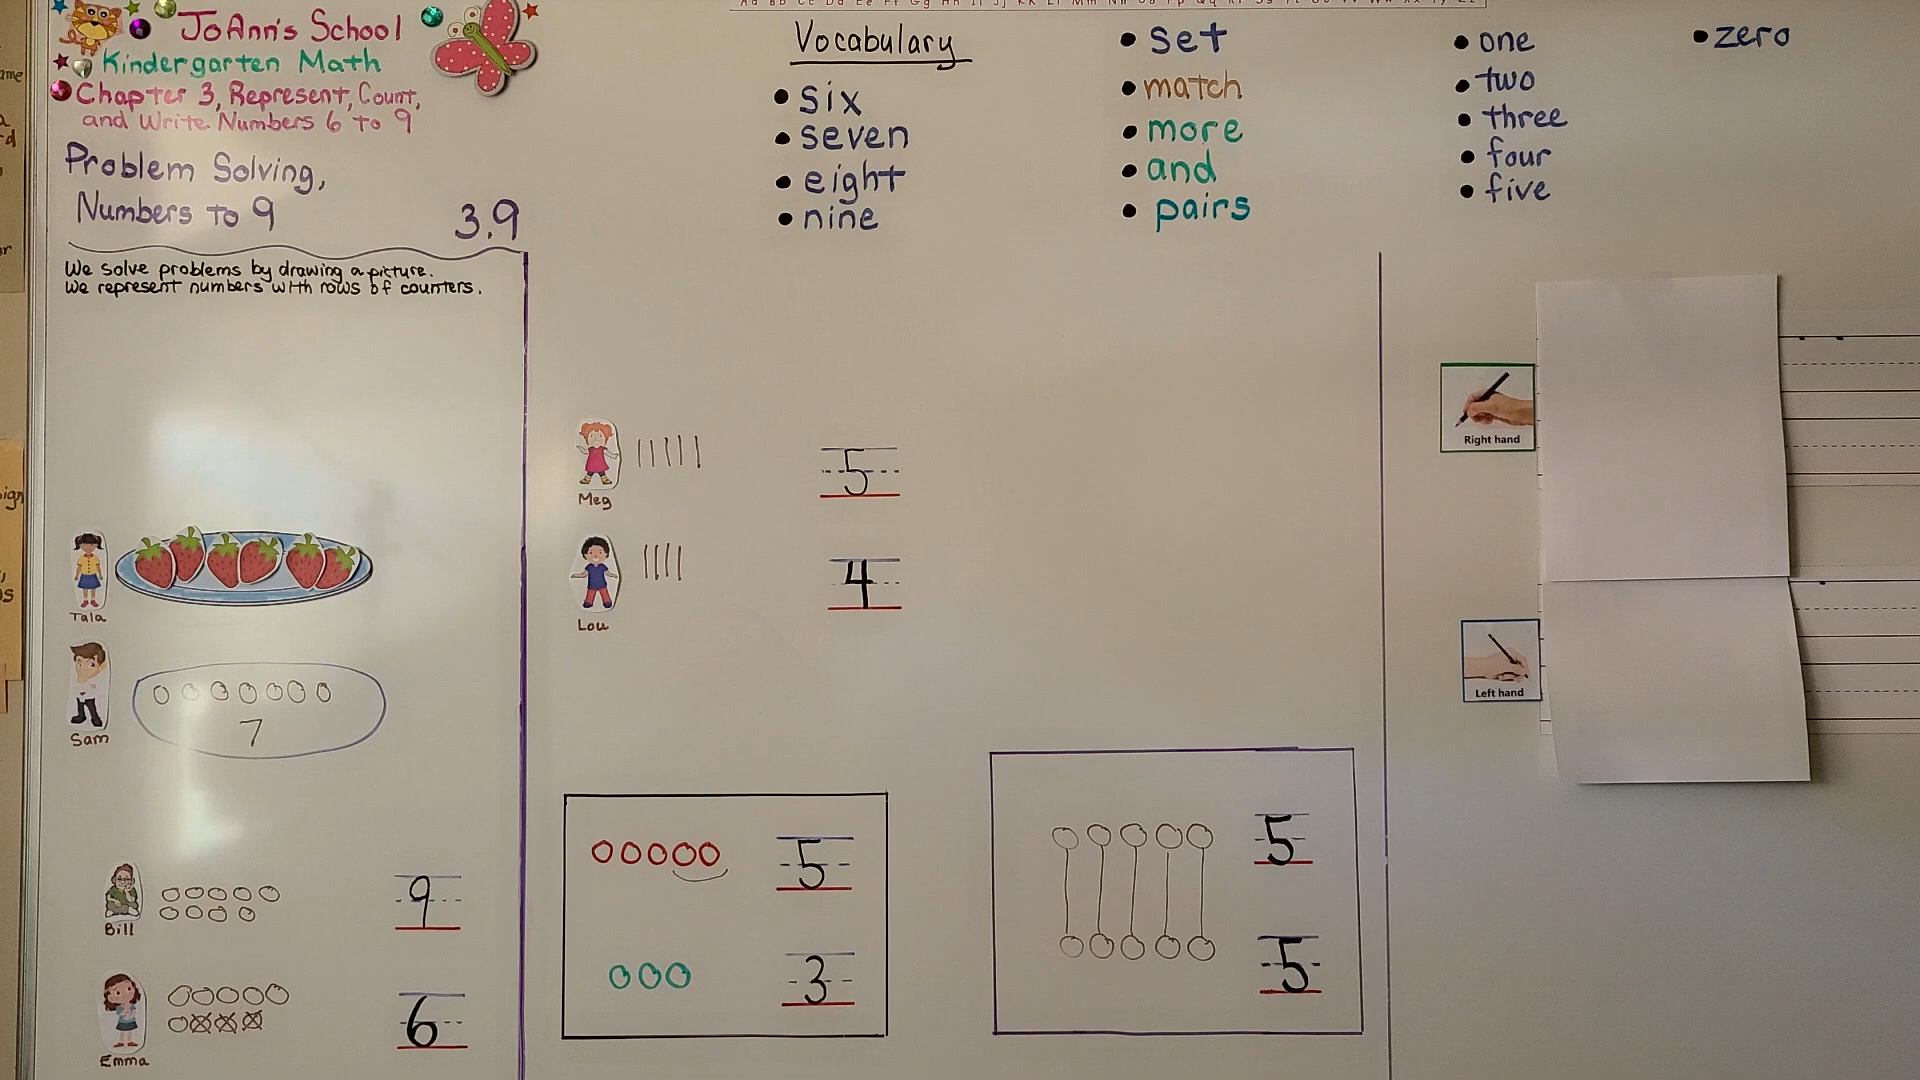 JoAnn's School
Kindergarten Math
Chapter 3, Represent, Count,
and Write Numbers 6 to 9
Problem Solving,
Numbers to 9 3.9
We solve problems by drawing a picture.
We represent numbers with rows of counters.
Tala
Sam
7
Bill
9
Emma
6
Vocabulary
• six
• seven
• eight
• nine
• set
• match
• more
• and
• pairs
• one
• two
• three
• four
• five
• zero
Meg
5
Lou
4
5
3
5
5
Right hand
Left hand